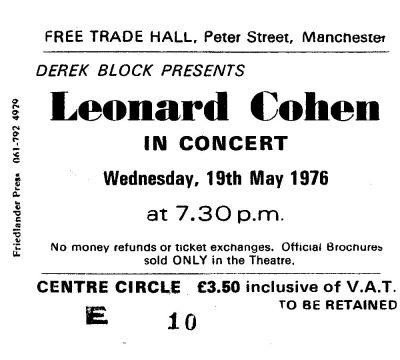 FREE TRADE HALL, Peter Street, Manchester
DEREK BLOCK PRESENTS
Leonard Cohen
IN CONCERT
Wednesday, 19th May 1976
at 7.30 p.m.
No money refunds or ticket exchanges. Official Brochures
sold ONLY in the Theatre.
CENTRE CIRCLE £3.50 inclusive of V.A.T.
TO BE RETAINED
E 10
Friedlander Press 061-792 4929